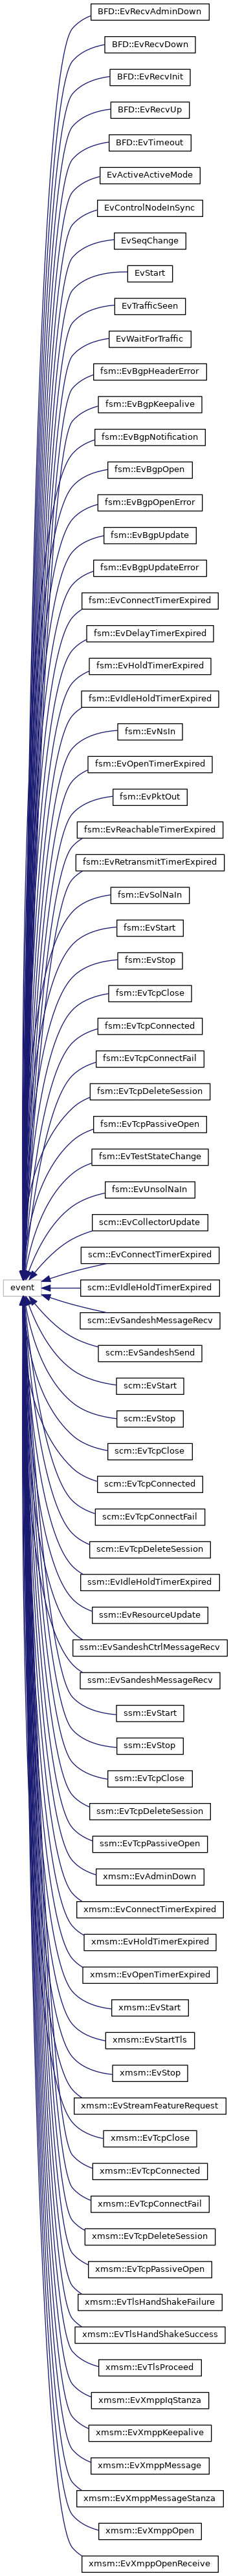 BFD::EvRecvAdminDown
BFD::EvRecvDown
BFD::EvRecvInit
BFD::EvRecvUp
BFD::EvTimeout
EvActiveActiveMode
EvControlNodeInSync
EvSeqChange
EvStart
EvTrafficSeen
EvWaitForTraffic
fsm::EvBgpHeaderError
fsm::EvBgpKeepalive
fsm::EvBgpNotification
fsm::EvBgpOpen
fsm::EvBgpOpenError
fsm::EvBgpUpdate
fsm::EvBgpUpdateError
fsm::EvConnectTimerExpired
fsm::EvDelayTimerExpired
fsm::EvHoldTimerExpired
fsm::EvIdleHoldTimerExpired
fsm::EvNsIn
fsm::EvOpenTimerExpired
fsm::EvPktOut
fsm::EvReachableTimerExpired
fsm::EvRetransmitTimerExpired
fsm::EvSolNaIn
fsm::EvStart
fsm::EvStop
fsm::EvTcpClose
fsm::EvTcpConnected
fsm::EvTcpConnectFail
fsm::EvTcpDeleteSession
fsm::EvTcpPassiveOpen
fsm::EvTestStateChange
fsm::EvUnsolNaIn
scm::EvCollectorUpdate
scm::EvConnectTimerExpired
event
scm::EvIdleHoldTimerExpired
scm::EvSandeshMessageRecv
scm::EvSandeshSend
scm::EvStart
scm::EvStop
scm::EvTcpClose
scm::EvTcpConnected
scm::EvTcpConnectFail
scm::EvTcpDeleteSession
ssm::EvIdleHoldTimerExpired
ssm::EvResourceUpdate
ssm::EvSandeshCtrlMessageRecv
ssm::EvSandeshMessageRecv
ssm::EvStart
ssm::EvStop
ssm::EvTcpClose
ssm::EvTcpDeleteSession
ssm::EvTcpPassiveOpen
xmsm::EvAdminDown
xmsm::EvConnectTimerExpired
xmsm::EvHoldTimerExpired
xmsm::EvOpenTimerExpired
xmsm::EvStart
xmsm::EvStartTls
xmsm::EvStop
xmsm::EvStreamFeatureRequest
xmsm::EvTcpClose
xmsm::EvTcpConnected
xmsm::EvTcpConnectFail
xmsm::EvTcpDeleteSession
xmsm::EvTcpPassiveOpen
xmsm::EvTlsHandShakeFailure
xmsm::EvTlsHandShakeSuccess
xmsm::EvTlsProceed
xmsm::EvXmppIqStanza
xmsm::EvXmppKeepalive
xmsm::EvXmppMessage
xmsm::EvXmppMessageStanza
xmsm::EvXmppOpen
xmsm::EvXmppOpenReceive